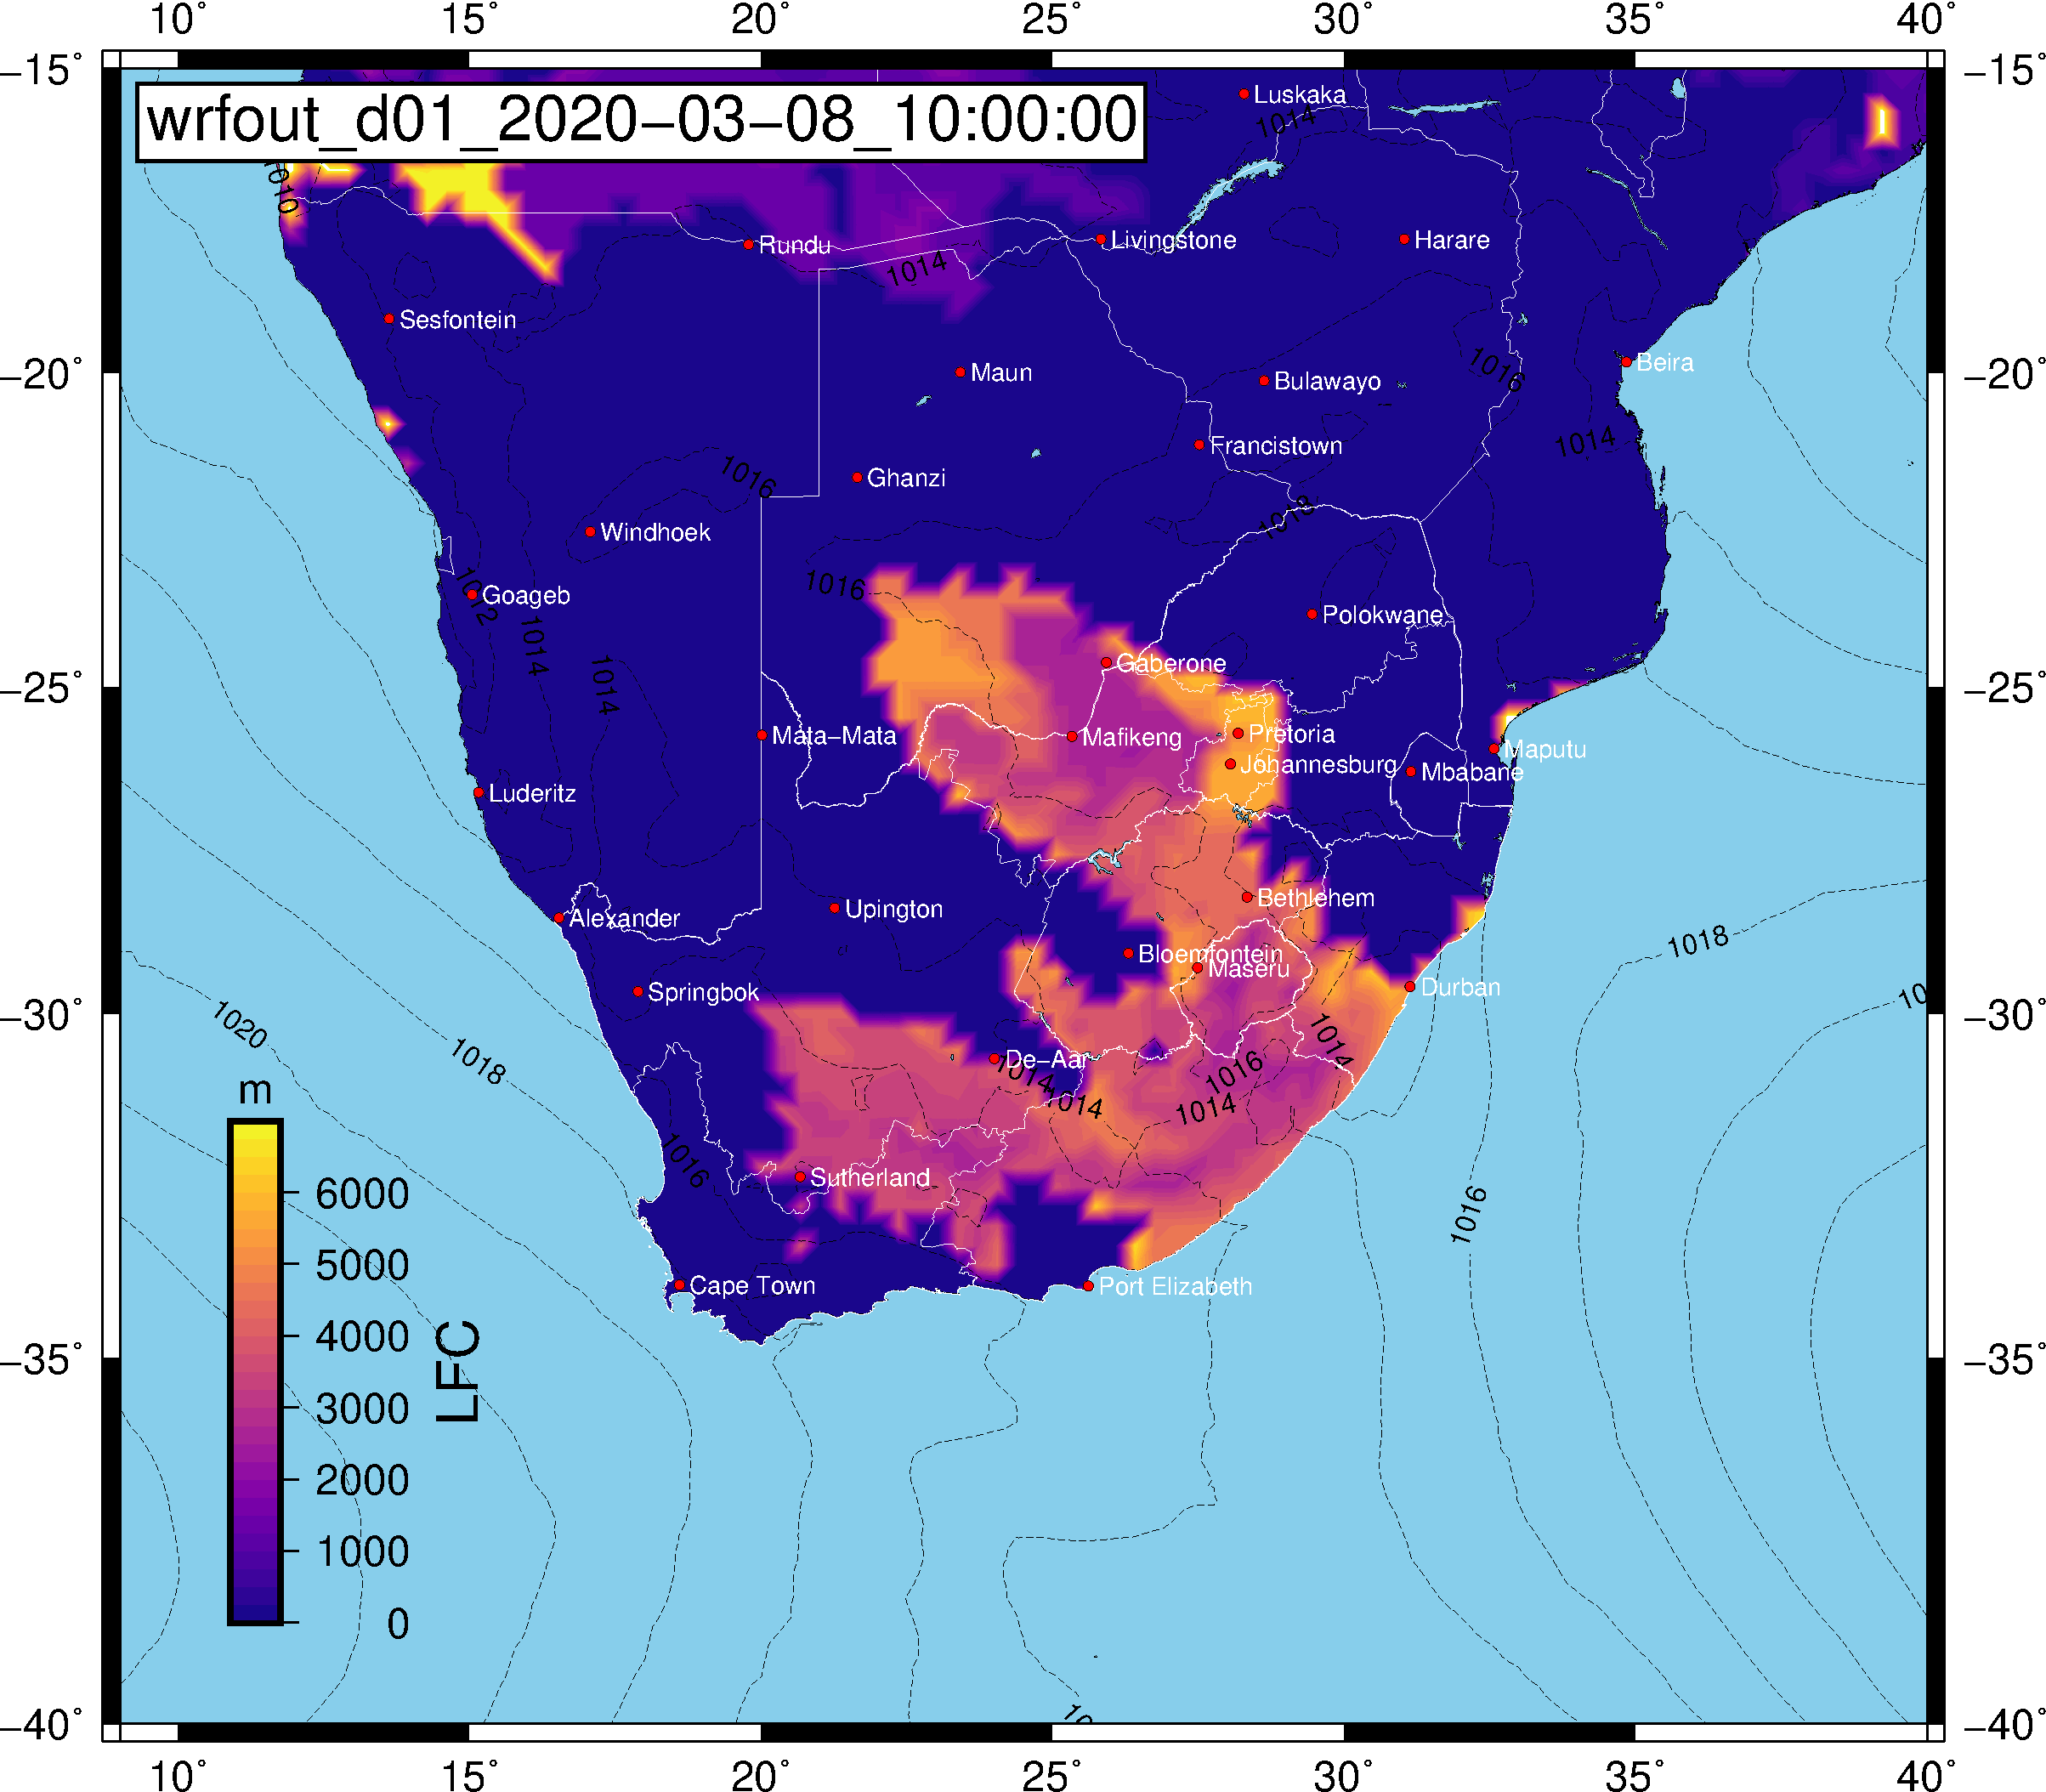 10° 15° 20° 25° 30° 35° 40°
−15° −15°
wrfout_d01_2020−03−08_10:00:00
Luskaka
1014
1010
Rundu
Livingstone
Harare
1014
Sesfontein
1016
Beira
−20° −20°
Maun
Bulawayo
1014
Francistown
1016
Ghanzi
Windhoek
1016
1012
Goageb
Polokwane
1014
1014
Gaberone
−25° −25°
Mata−Mata
Mafikeng
Pretoria
Maputu
Johannesburg
Mbabane
Luderitz
Bethlehem
Alexander
Upington
1018
Bloemfontein
Maseru
Springbok
Durban
10
−30° −30°
1020
1018
1014
De−Aar
1014
1016
1014
1014
m
1016
Sutherland
1016
6000
5000
Cape Town
Port Elizabeth
4000
−35° −35°
LFC
3000
2000
1000
0
10
−40° −40°
10° 15° 20° 25° 30° 35° 40°